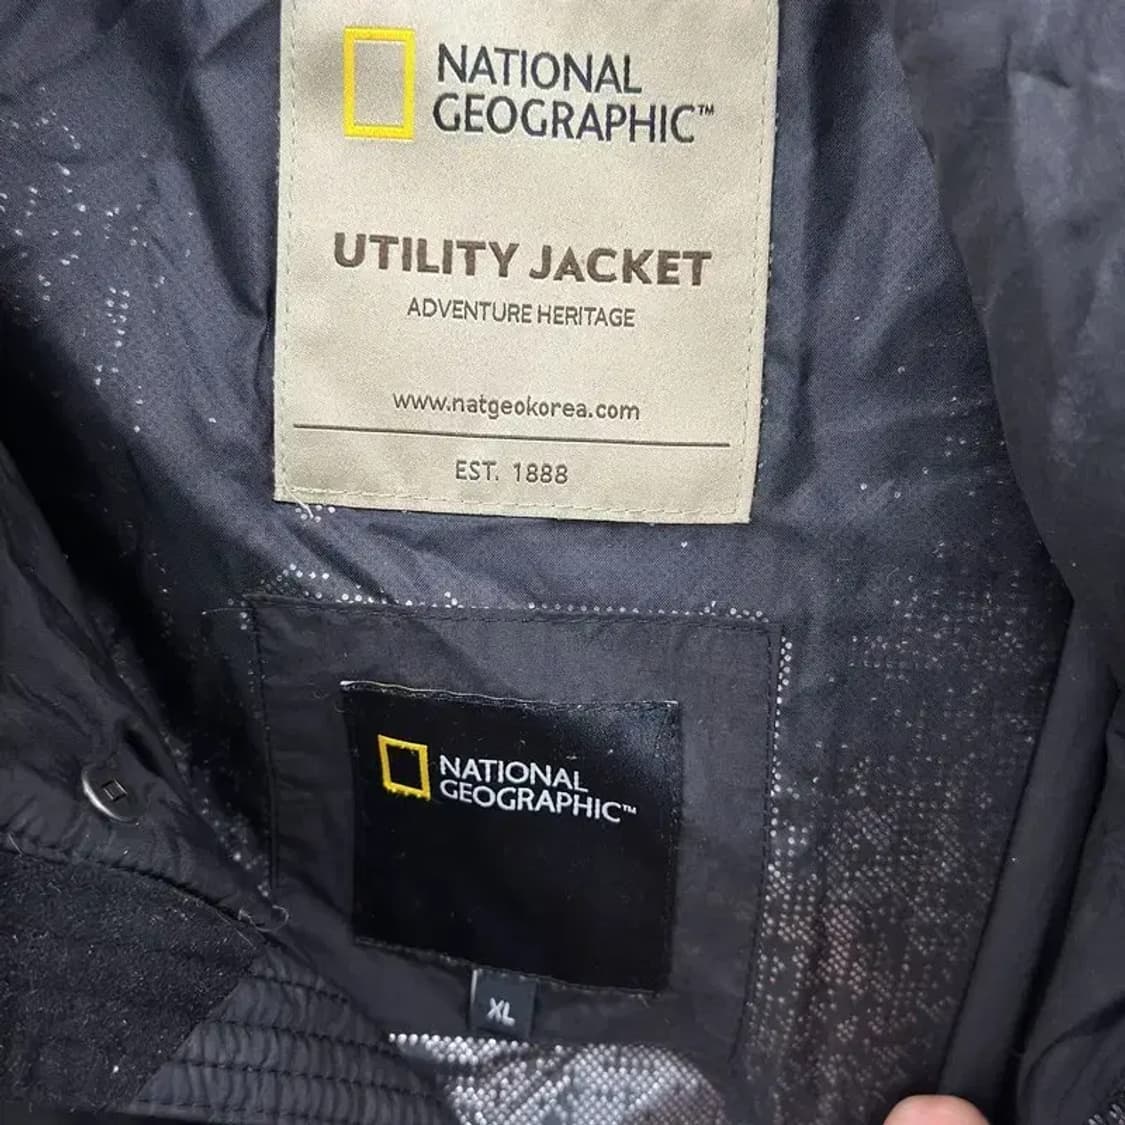 NATIONAL
GEOGRAPHIC™
UTILITY JACKET
ADVENTURE HERITAGE
www.natgeokorea.com
EST. 1888
NATIONAL
GEOGRAPHIC™
XL